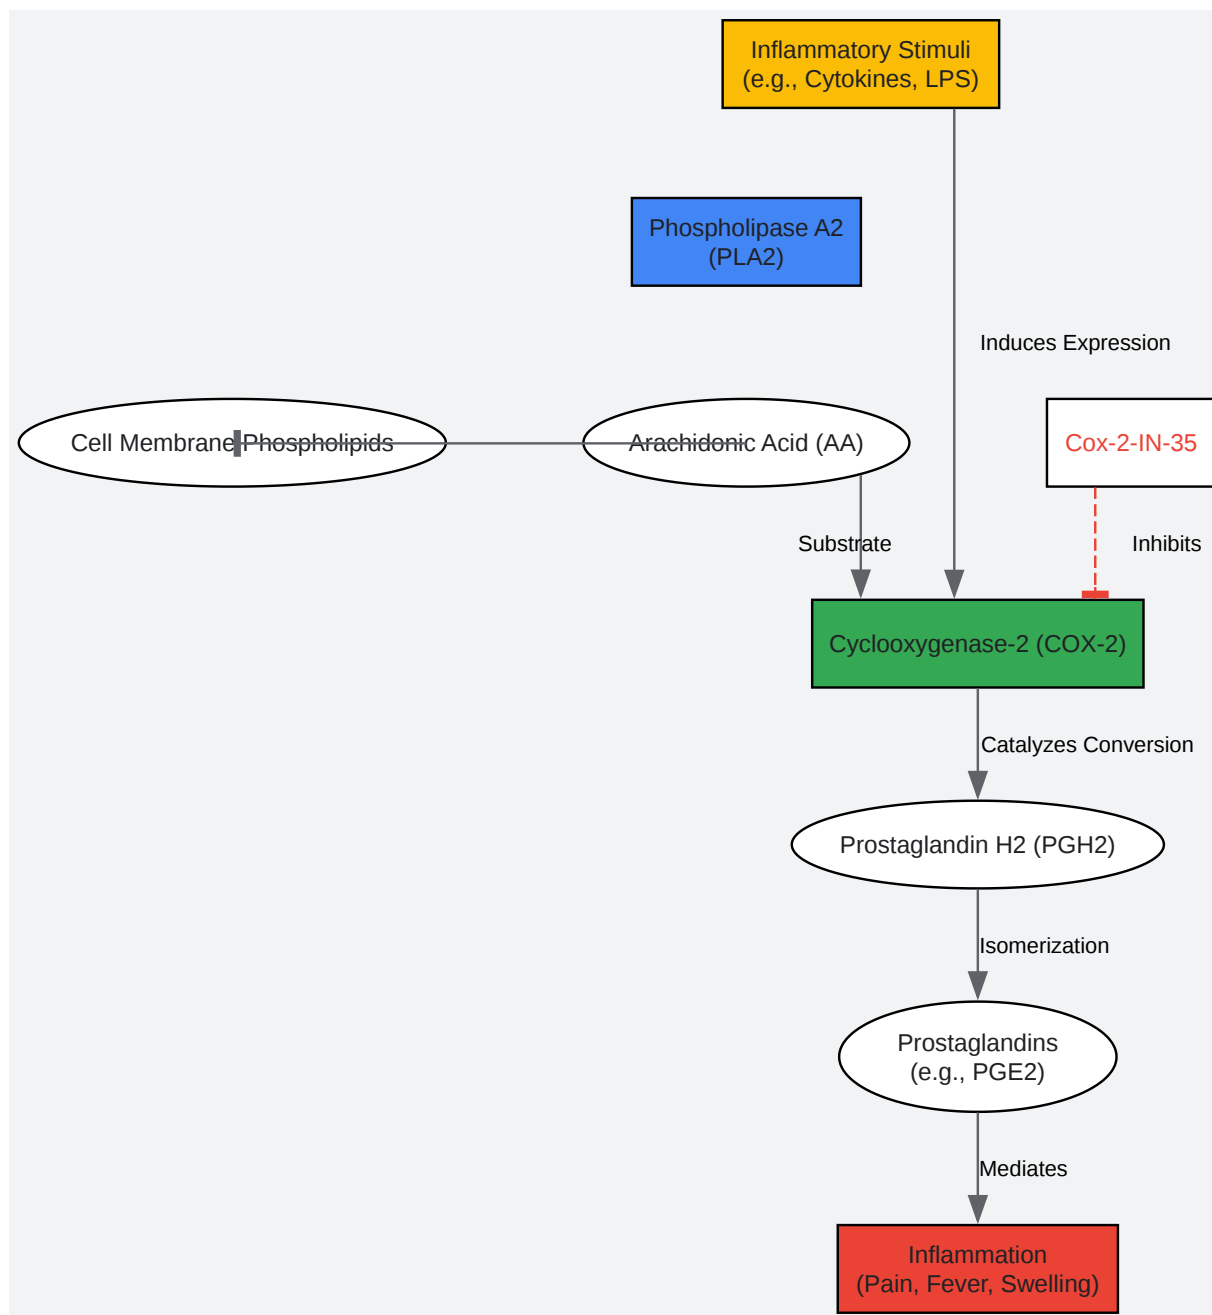 Inflammatory Stimuli
(e.g., Cytokines, LPS)
Phospholipase A2
(PLA2)
Induces Expression
Cell Membrane Phospholipids
Arachidonic Acid (AA)
Cox-2-IN-35
Substrate
Inhibits
Cyclooxygenase-2 (COX-2)
Catalyzes Conversion
Prostaglandin H2 (PGH2)
Isomerization
Prostaglandins
(e.g., PGE2)
Mediates
Inflammation
(Pain, Fever, Swelling)